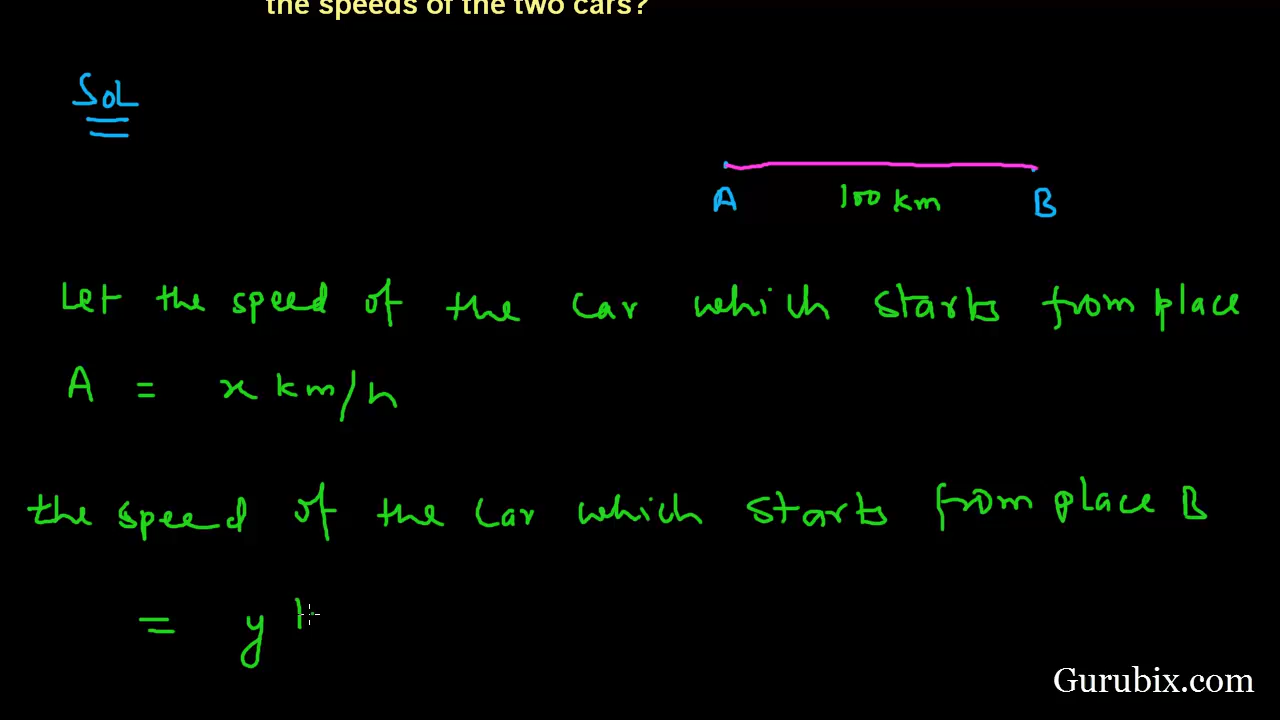 the speeds of the two cars?
SOL
A 100 km B
Let the speed of the car which starts from place
A = x km/h
the speed of the car which starts from place B
= y
Gurubix.com